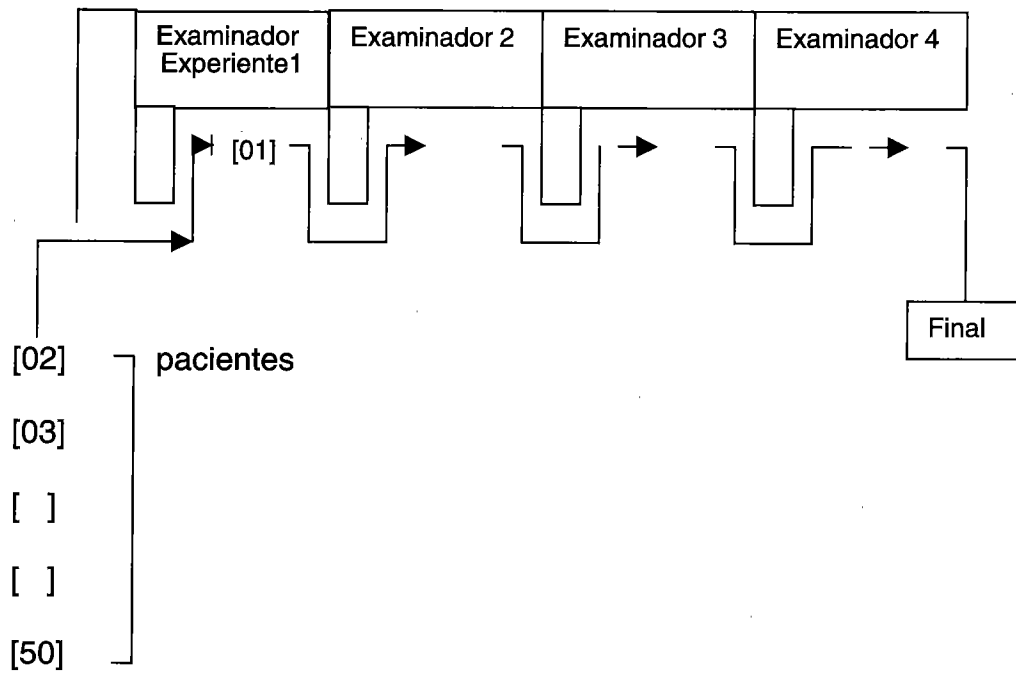 Examinador
Experiente1
Examinador 2
Examinador 3
Examinador 4
[01]
Final
[02] pacientes
[03]
[ ]
[ ]
[50]